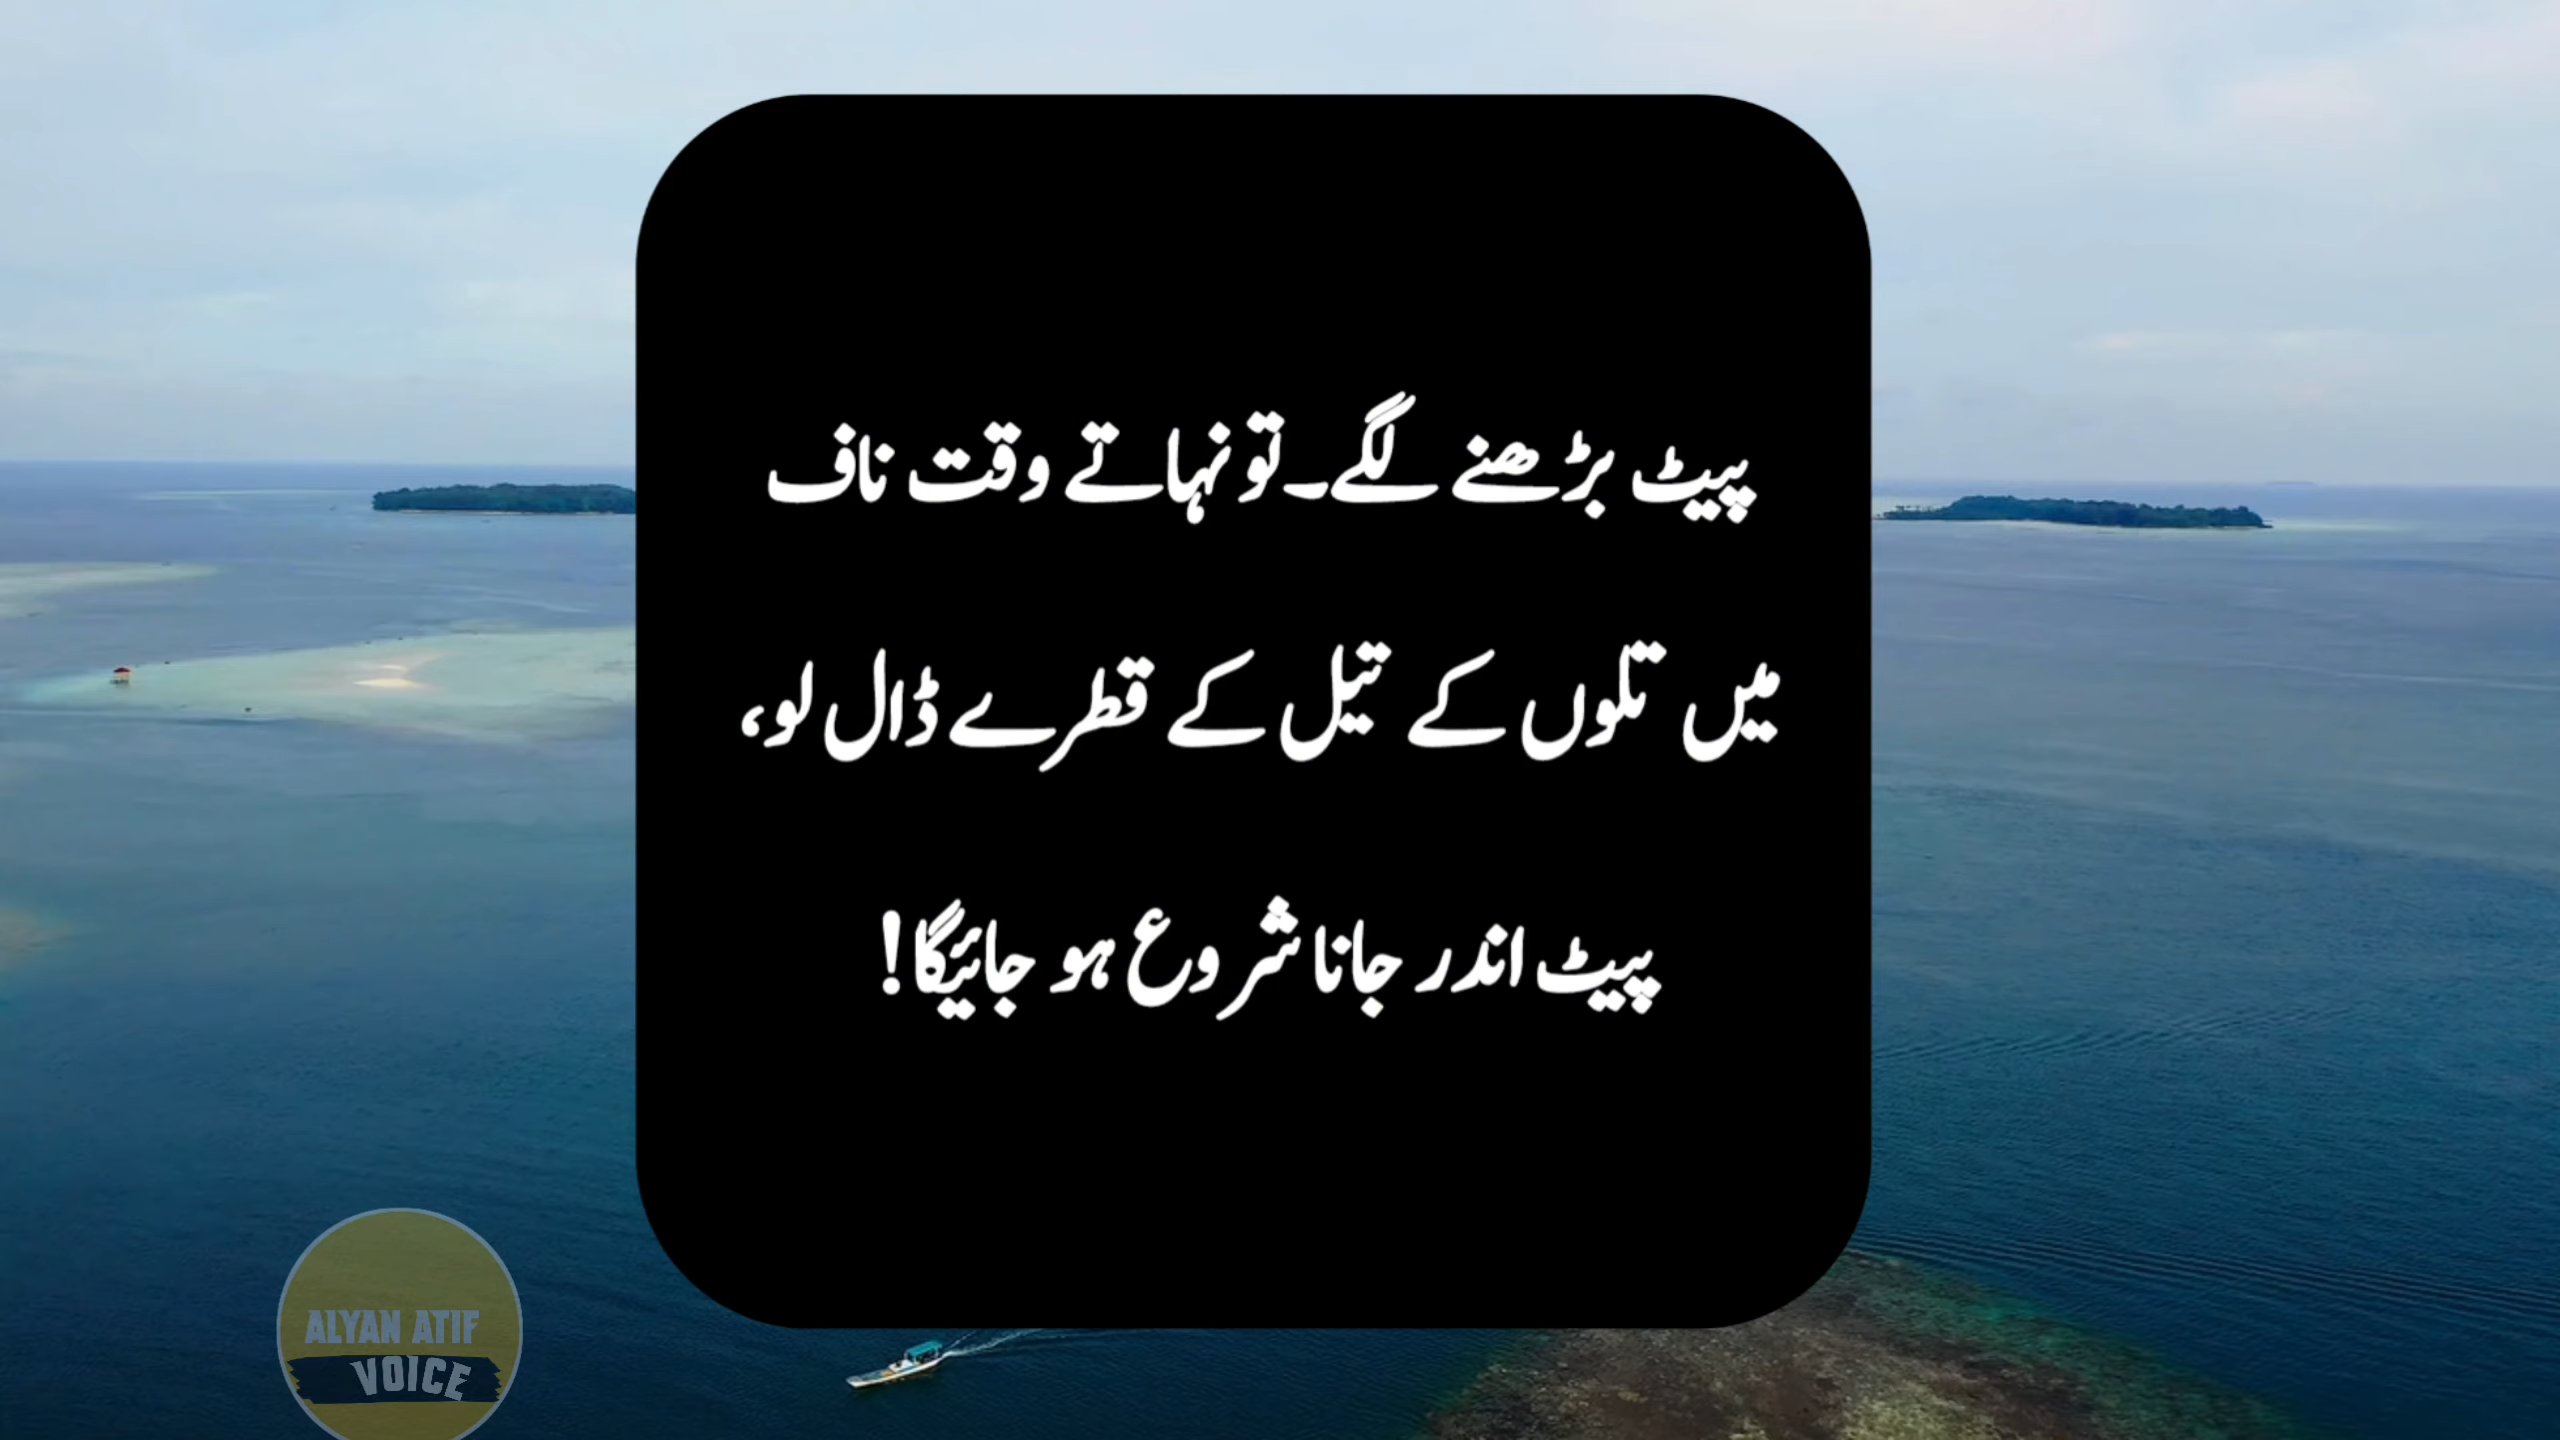 پیٹ بڑھنے لگے۔تو نہاتے وقت ناف
میں تلوں کے تیل کے قطرے ڈال لو،
پیٹ اندر جانا شروع ہو جائیگا!
ALYAN ATIF
VOICE